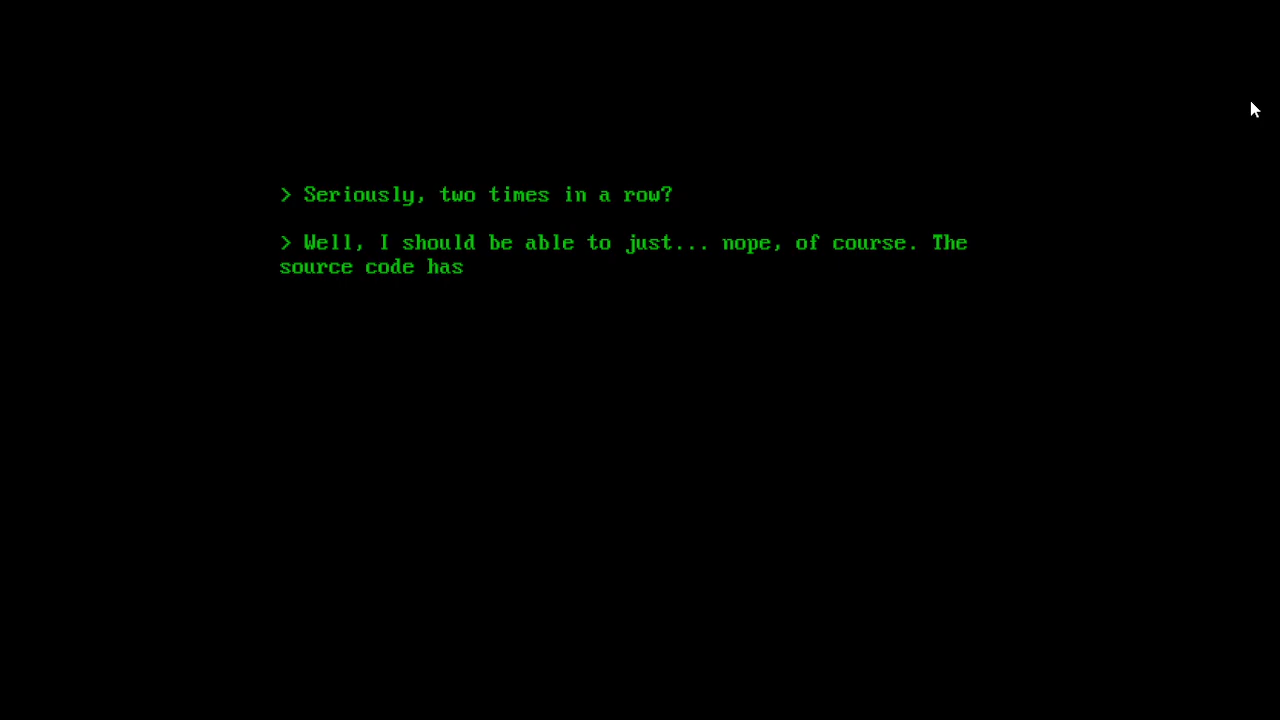 > Seriously, two times in a row?
> Well, I should be able to just... nope, of course. The
source code has